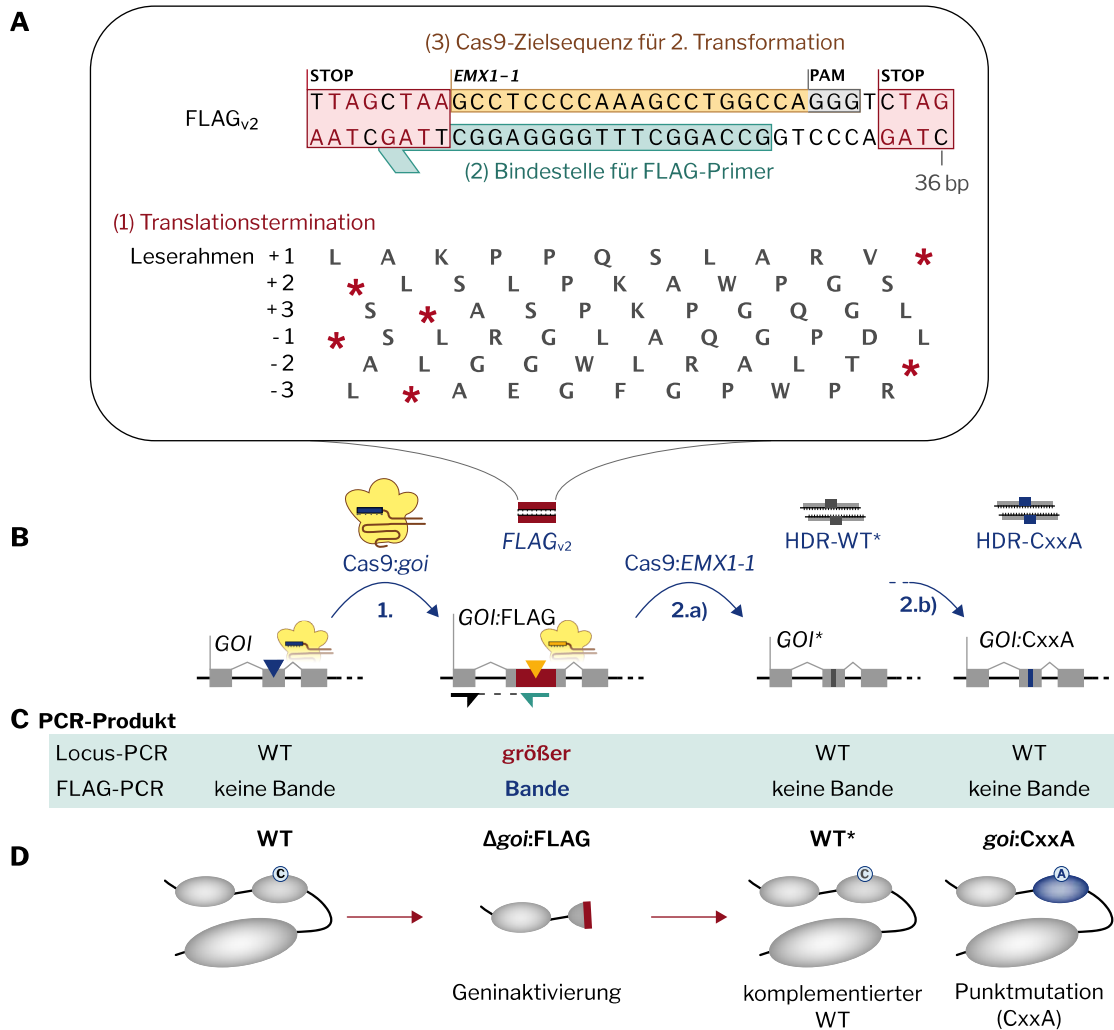 A
(3) Cas9-Zielsequenz für 2. Transformation
STOP EMX1-1 PAM STOP
TTAGCTAAGCCTCCCCAAAGCCTGGCCAGGGTCTAG
FLAGv2
AATCGATTCGGAGGGGTTTCGGACCGGTCCCAGATC
(2) Bindestelle für FLAG-Primer
36 bp
(1) Translationstermination
Leserahmen +1 L A K P P Q S L A R V *
+2 * L S L P K A W P G S
+3 S * A S P K P G Q G L
-1 * S L R G L A Q G P D L
-2 A L G G W L R A L T *
-3 L * A E G F G P W P R
B
Cas9:goi FLAGv2 Cas9:EMX1-1 HDR-WT* HDR-CxxA
1. 2.a) 2.b)
GOI GOI:FLAG GOI* GOI:CxxA
C PCR-Produkt
Locus-PCR WT größer WT WT
FLAG-PCR keine Bande Bande keine Bande keine Bande
D
WT Δgoi:FLAG WT* goi:CxxA
C C A
Geninaktivierung komplementierter Punktmutation
WT (CxxA)